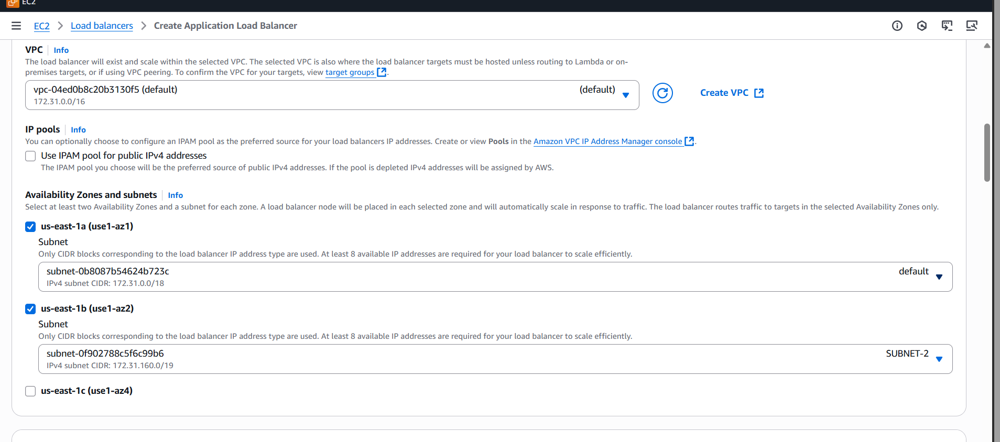 EC2
EC2 > Load balancers > Create Application Load Balancer
VPC | Info
The load balancer will exist and scale within the selected VPC. The selected VPC is also where the load balancer targets must be hosted unless routing to Lambda or on-
premises targets, or if using VPC peering. To confirm the VPC for your targets, view target groups.
vpc-04ed0b8c20b3130f5 (default) (default)
172.31.0.0/16
Create VPC
IP pools | Info
You can optionally choose to configure an IPAM pool as the preferred source for your load balancers IP addresses. Create or view Pools in the Amazon VPC IP Address Manager console.
Use IPAM pool for public IPv4 addresses
The IPAM pool you choose will be the preferred source of public IPv4 addresses. If the pool is depleted IPv4 addresses will be assigned by AWS.
Availability Zones and subnets | Info
Select at least two Availability Zones and a subnet for each zone. A load balancer node will be placed in each selected zone and will automatically scale in response to traffic. The load balancer routes traffic to targets in the selected Availability Zones only.
us-east-1a (use1-az1)
Subnet
Only CIDR blocks corresponding to the load balancer IP address type are used. At least 8 available IP addresses are required for your load balancer to scale efficiently.
subnet-0b8087b54624b723c default
IPv4 subnet CIDR: 172.31.0.0/18
us-east-1b (use1-az2)
Subnet
Only CIDR blocks corresponding to the load balancer IP address type are used. At least 8 available IP addresses are required for your load balancer to scale efficiently.
subnet-0f902788c5f6c99b6 SUBNET-2
IPv4 subnet CIDR: 172.31.160.0/19
us-east-1c (use1-az4)